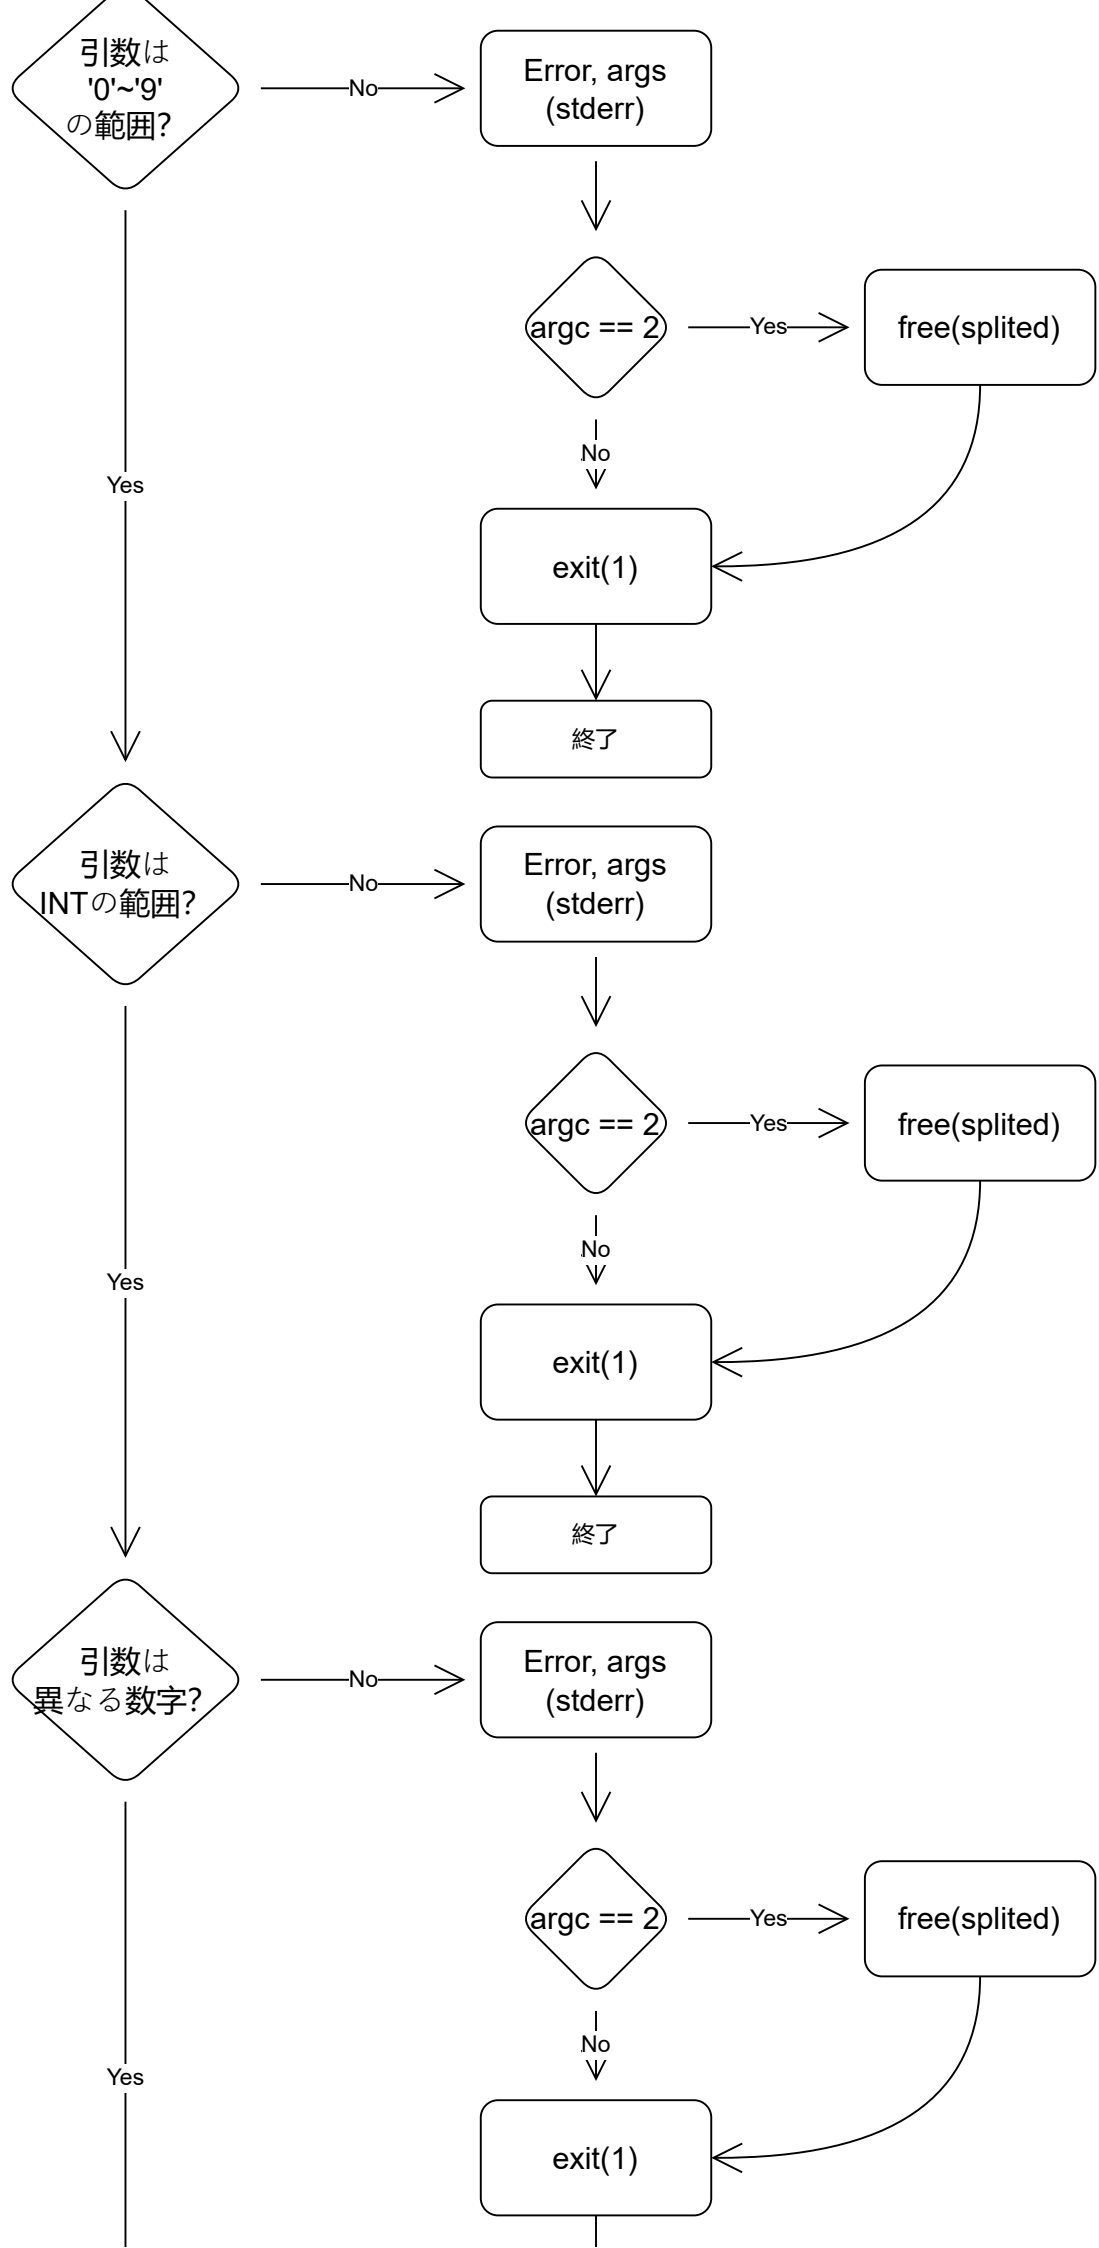 引数は
'0'~'9'
の範囲？
No
Error, args
(stderr)
argc == 2
Yes
free(splited)
No
Yes
exit(1)
終了
引数は
INTの範囲？
No
Error, args
(stderr)
argc == 2
Yes
free(splited)
No
Yes
exit(1)
終了
引数は
異なる数字？
No
Error, args
(stderr)
argc == 2
Yes
free(splited)
No
Yes
exit(1)